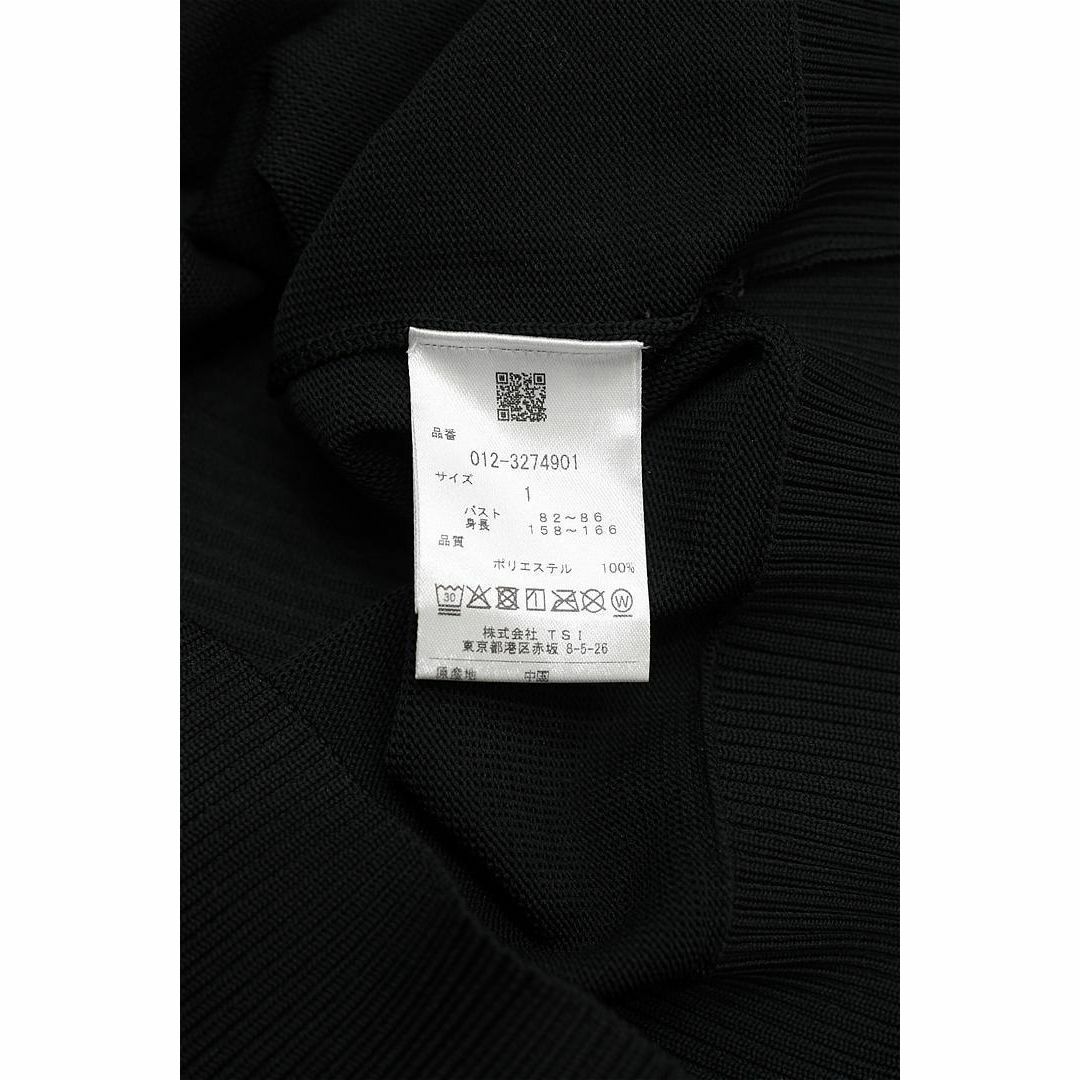 品番
012-3274901
サイズ
1
バスト 82～86
身長 158～166
品質
ポリエステル 100%
30 W
株式会社 TSI
東京都港区赤坂 8-5-26
原産地 中国